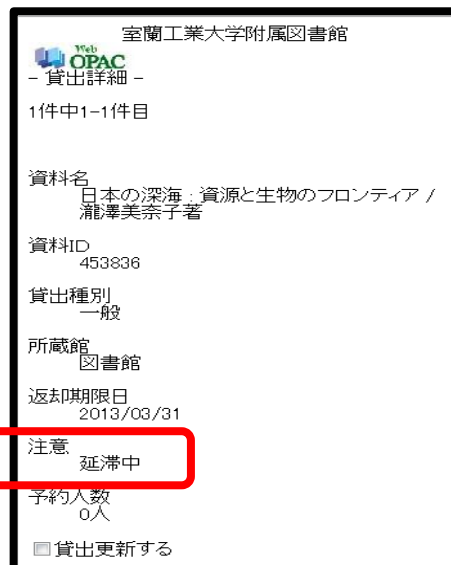 室蘭工業大学附属図書館
Web
OPAC
- 貸出詳細 -
1件中1-1件目
資料名
日本の深海 : 資源と生物のフロンティア /
瀧澤美奈子著
資料ID
453836
貸出種別
一般
所蔵館
図書館
返却期限日
2013/03/31
注意
延滞中
予約人数
0人
貸出更新する